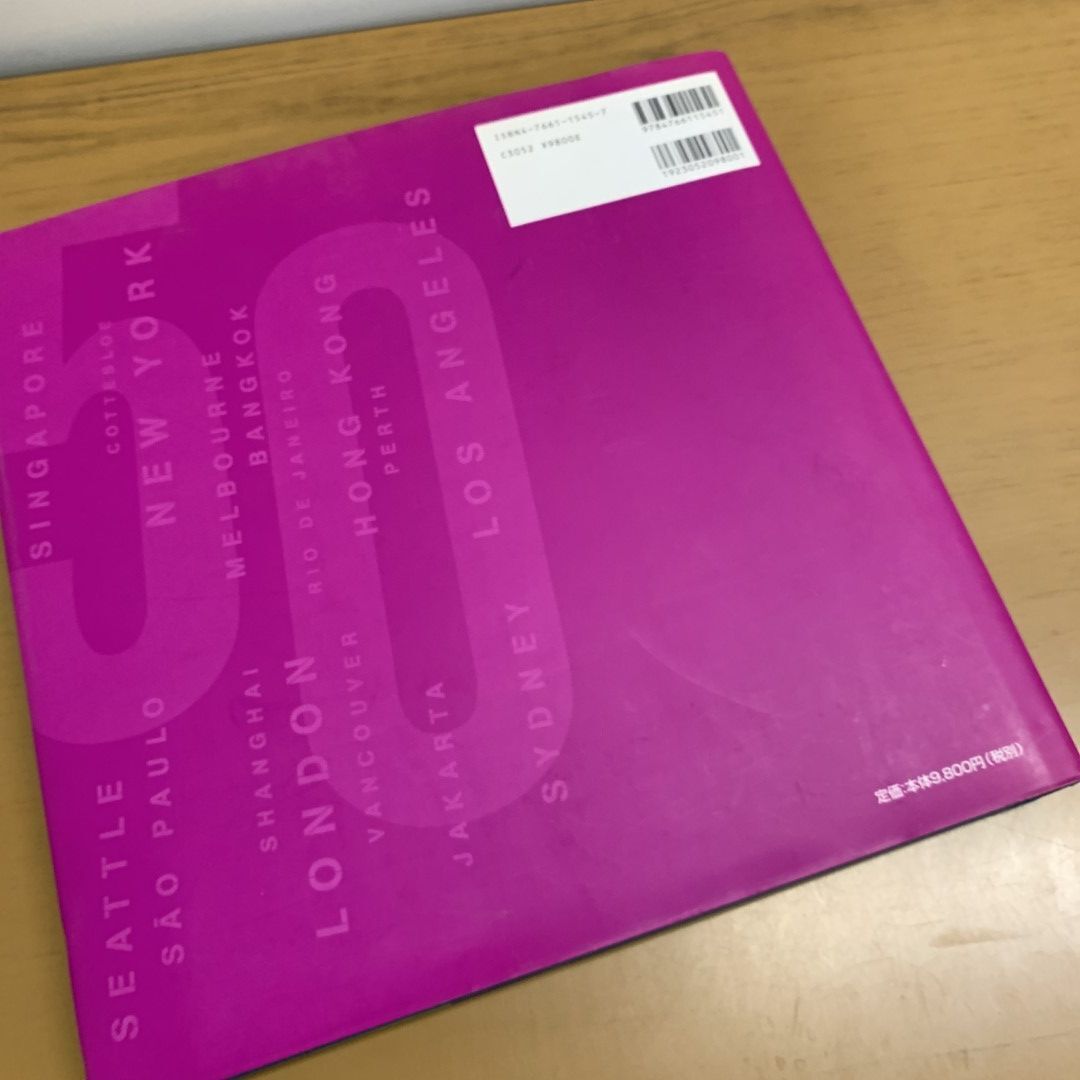 ISBN4-7661-1545-7
C3052 ¥9800E
9784766115451
1923052098001
50
SINGAPORE
COTTESLOE
NEW YORK
MELBOURNE
BANGKOK
RIO DE JANEIRO
HONG KONG
PERTH
LOS ANGELES
SEATTLE
SÃO PAULO
SHANGHAI
LONDON
VANCOUVER
JAKARTA
SYDNEY
定価:本体9,800円(税別)